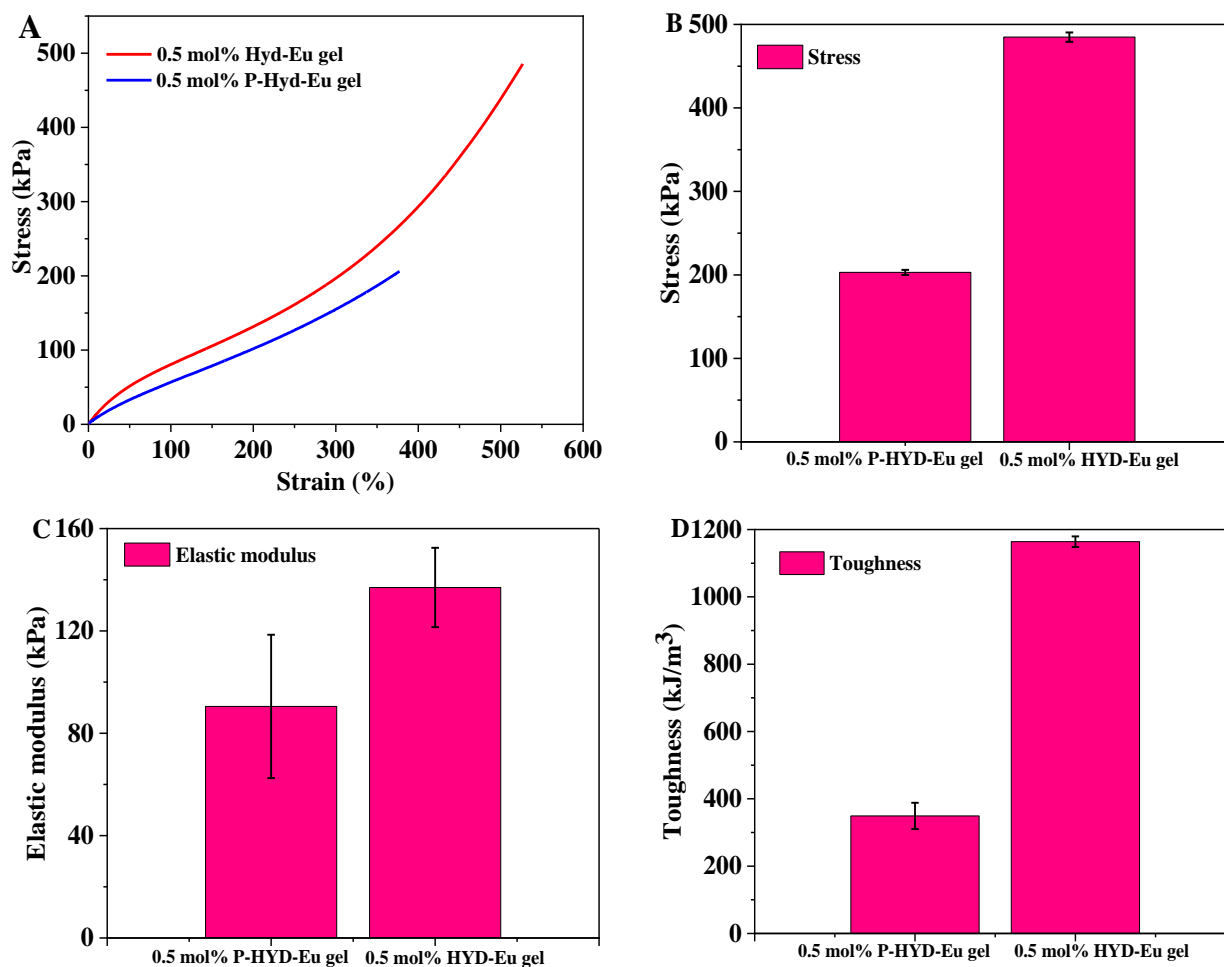 A
0.5 mol% Hyd-Eu gel
0.5 mol% P-Hyd-Eu gel
500
400
300
200
100
0
0 100 200 300 400 500 600
Stress (kPa)
Strain (%)
B
Stress
500
400
300
200
100
0
Stress (kPa)
0.5 mol% P-HYD-Eu gel 0.5 mol% HYD-Eu gel
C
Elastic modulus
160
120
80
40
0
Elastic modulus (kPa)
0.5 mol% P-HYD-Eu gel 0.5 mol% HYD-Eu gel
D
Toughness
1200
1000
800
600
400
200
0
Toughness (kJ/m³)
0.5 mol% P-HYD-Eu gel 0.5 mol% HYD-Eu gel